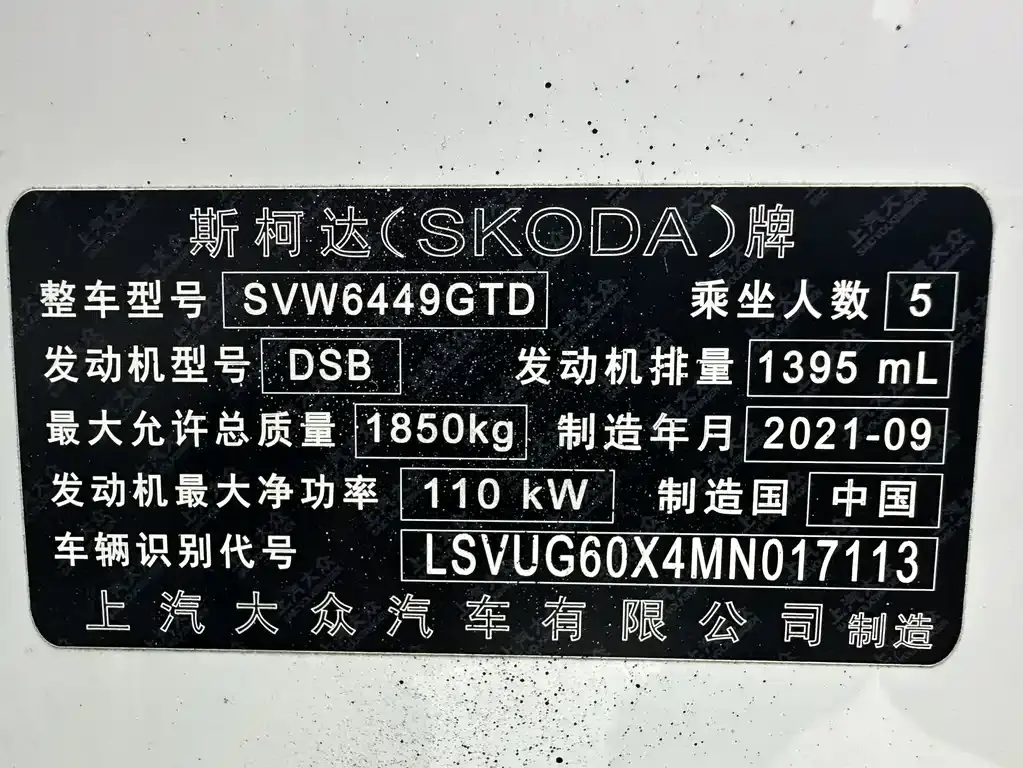 斯柯达(SKODA)牌
整车型号 SVW6449GTD 乘坐人数 5
发动机型号 DSB 发动机排量 1395 mL
最大允许总质量 1850kg 制造年月 2021-09
发动机最大净功率 110 kW 制造国 中国
车辆识别代号 LSVUG60X4MN017113
上汽大众汽车有限公司 制造